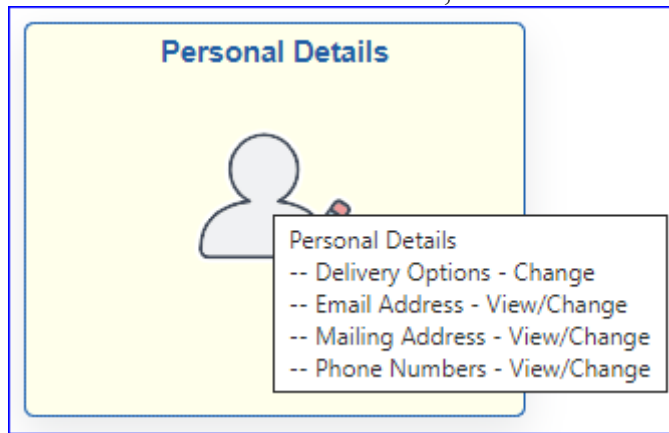 Personal Details
Personal Details
-- Delivery Options - Change
-- Email Address - View/Change
-- Mailing Address - View/Change
-- Phone Numbers - View/Change